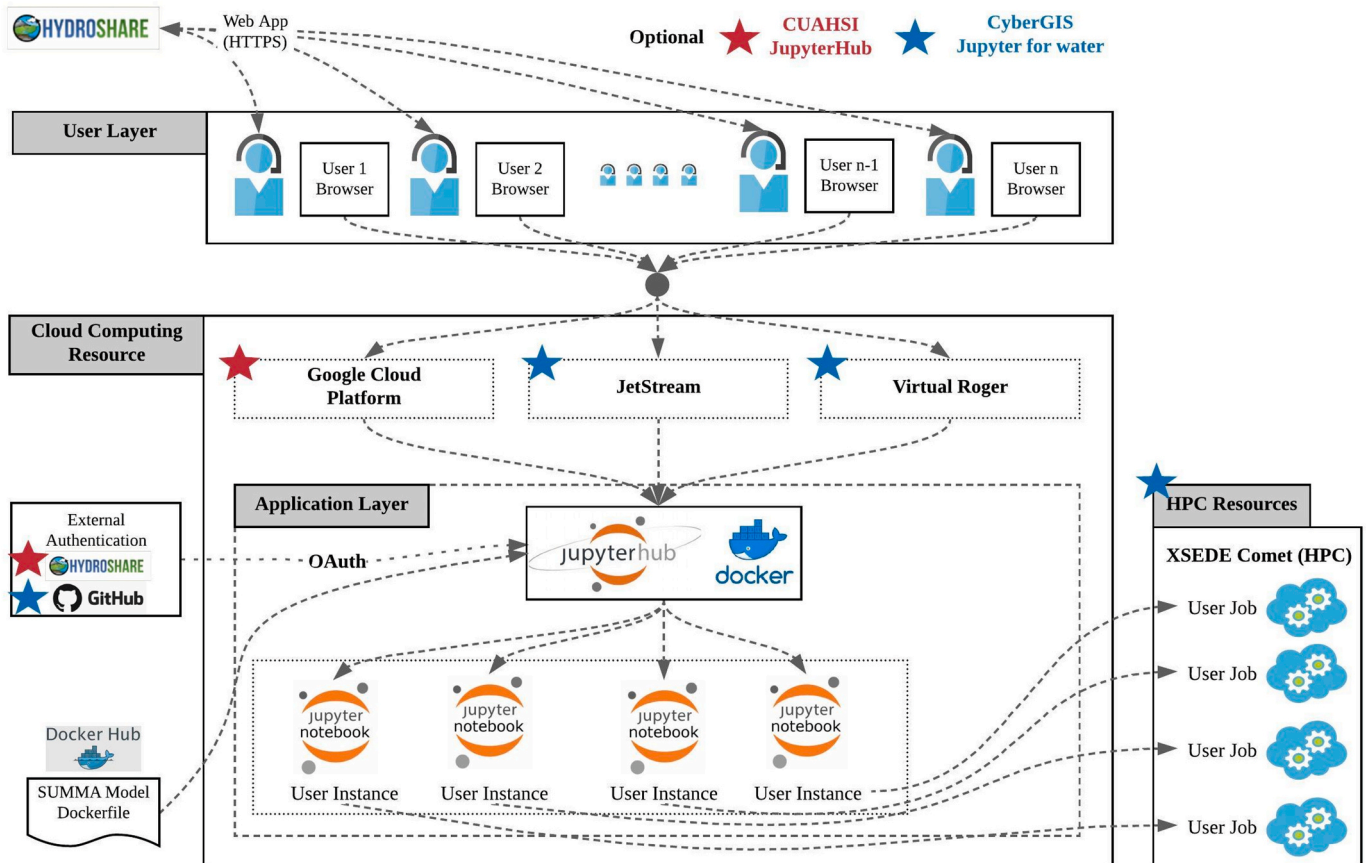 HYDROSHARE
Web App
(HTTPS)
Optional
CUAHSI
JupyterHub
CyberGIS
Jupyter for water
User Layer
User 1
Browser
User 2
Browser
User n-1
Browser
User n
Browser
Cloud Computing
Resource
Google Cloud
Platform
JetStream
Virtual Roger
Application Layer
External
Authentication
HYDROSHARE
GitHub
OAuth
jupyterhub
docker
HPC Resources
XSEDE Comet (HPC)
User Job
User Job
User Job
User Job
jupyter
notebook
jupyter
notebook
jupyter
notebook
jupyter
notebook
User Instance
User Instance
User Instance
User Instance
Docker Hub
SUMMA Model
Dockerfile